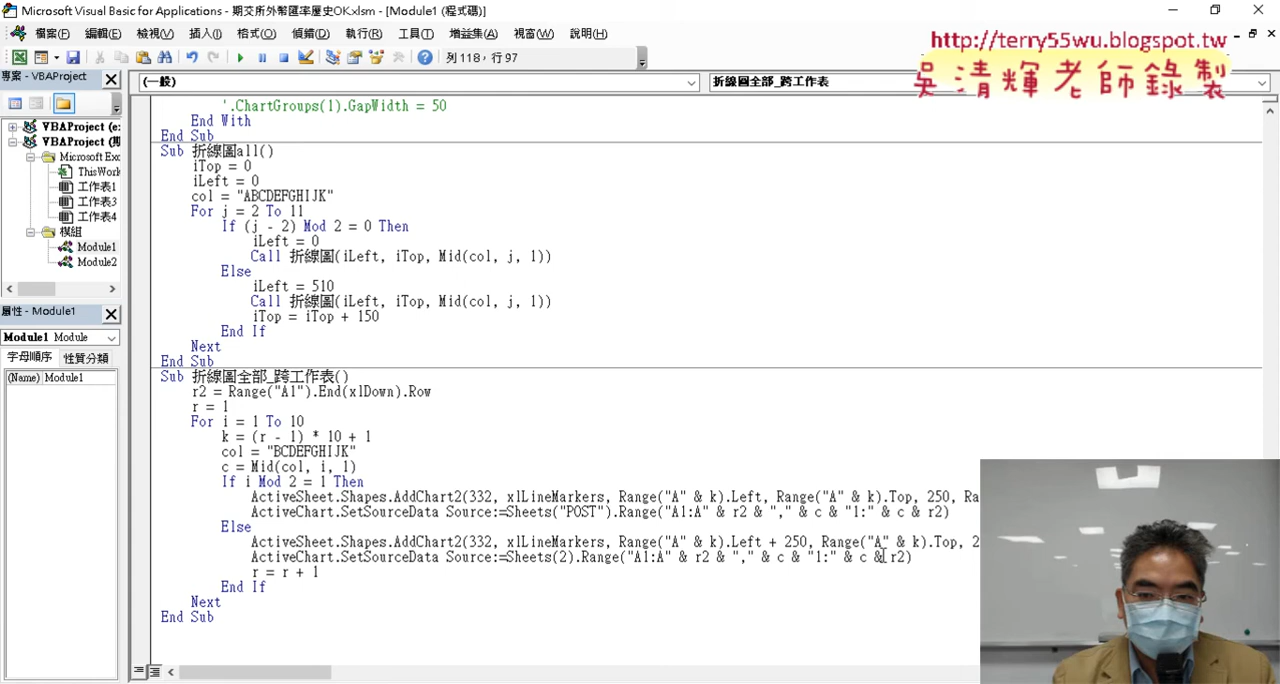 Microsoft Visual Basic for Applications - 期交所外幣匯率歷史OK.xlsm - [Module1 (程式碼)]
檔案(F) 編輯(E) 檢視(V) 插入(I) 格式(O) 偵錯(D) 執行(R) 工具(T) 增益集(A) 視窗(W) 說明(H)
http://terry55wu.blogspot.tw
吳清輝老師錄製
列 118，行 97
專案 - VBAProject
(一般)
折線圖全部_跨工作表
VBAProject (e
VBAProject (期
Microsoft Exc
ThisWork
工作表1
工作表3
工作表4
模組
Module1
Module2
屬性 - Module1
Module1 Module
字母順序 性質分類
(Name) Module1
'.ChartGroups(1).GapWidth = 50
End With
End Sub
Sub 折線圖all()
iTop = 0
iLeft = 0
col = "ABCDEFGHIJK"
For j = 2 To 11
If (j - 2) Mod 2 = 0 Then
iLeft = 0
Call 折線圖(iLeft, iTop, Mid(col, j, 1))
Else
iLeft = 510
Call 折線圖(iLeft, iTop, Mid(col, j, 1))
iTop = iTop + 150
End If
Next
End Sub
Sub 折線圖全部_跨工作表()
r2 = Range("A1").End(xlDown).Row
r = 1
For i = 1 To 10
k = (r - 1) * 10 + 1
col = "BCDEFGHIJK"
c = Mid(col, i, 1)
If i Mod 2 = 1 Then
ActiveSheet.Shapes.AddChart2(332, xlLineMarkers, Range("A" & k).Left, Range("A" & k).Top, 250, Ra
ActiveChart.SetSourceData Source:=Sheets("POST").Range("A1:A" & r2 & "," & c & "1:" & c & r2)
Else
ActiveSheet.Shapes.AddChart2(332, xlLineMarkers, Range("A" & k).Left + 250, Range("A" & k).Top, 2
ActiveChart.SetSourceData Source:=Sheets(2).Range("A1:A" & r2 & "," & c & "1:" & c & r2)
r = r + 1
End If
Next
End Sub